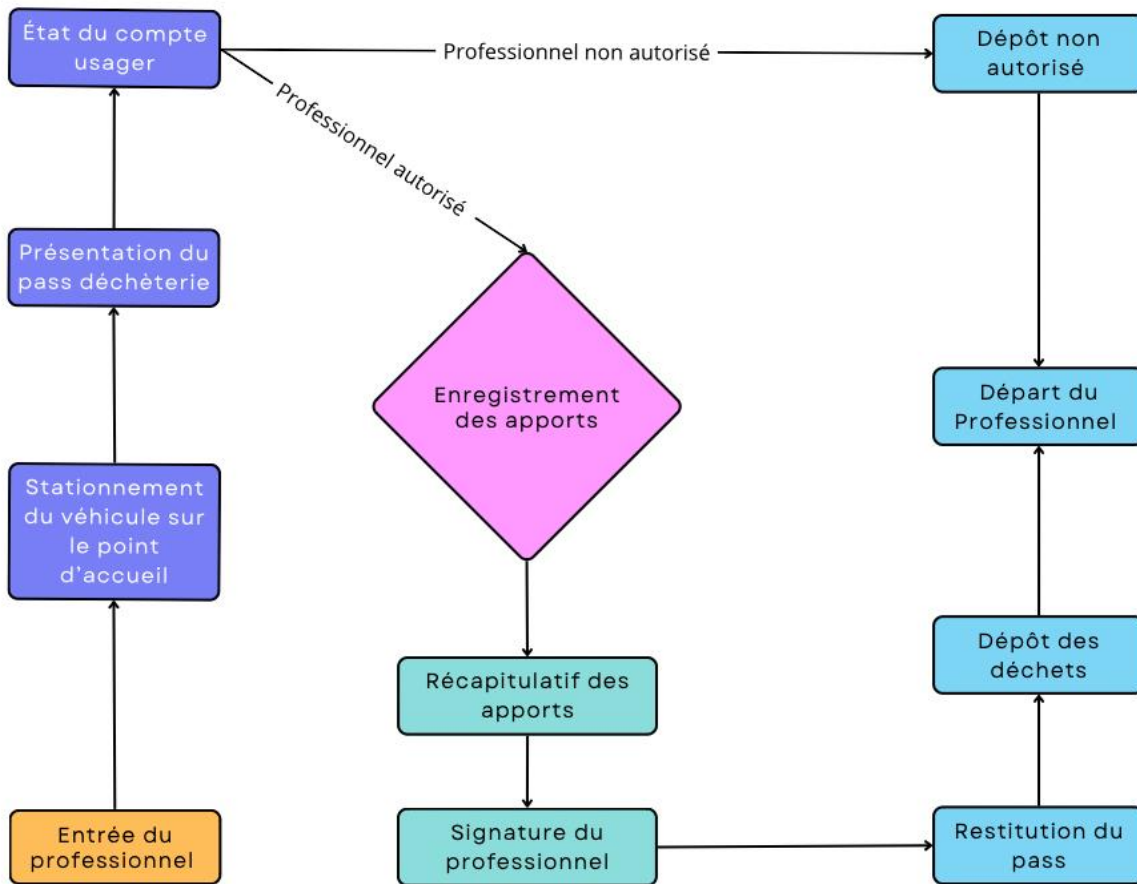 État du compte
usager
Professionnel non autorisé
Dépôt non
autorisé
Professionnel autorisé
Présentation du
pass déchèterie
Enregistrement
des apports
Départ du
Professionnel
Stationnement
du véhicule sur
le point
d'accueil
Récapitulatif des
apports
Dépôt des
déchets
Entrée du
professionnel
Signature du
professionnel
Restitution du
pass